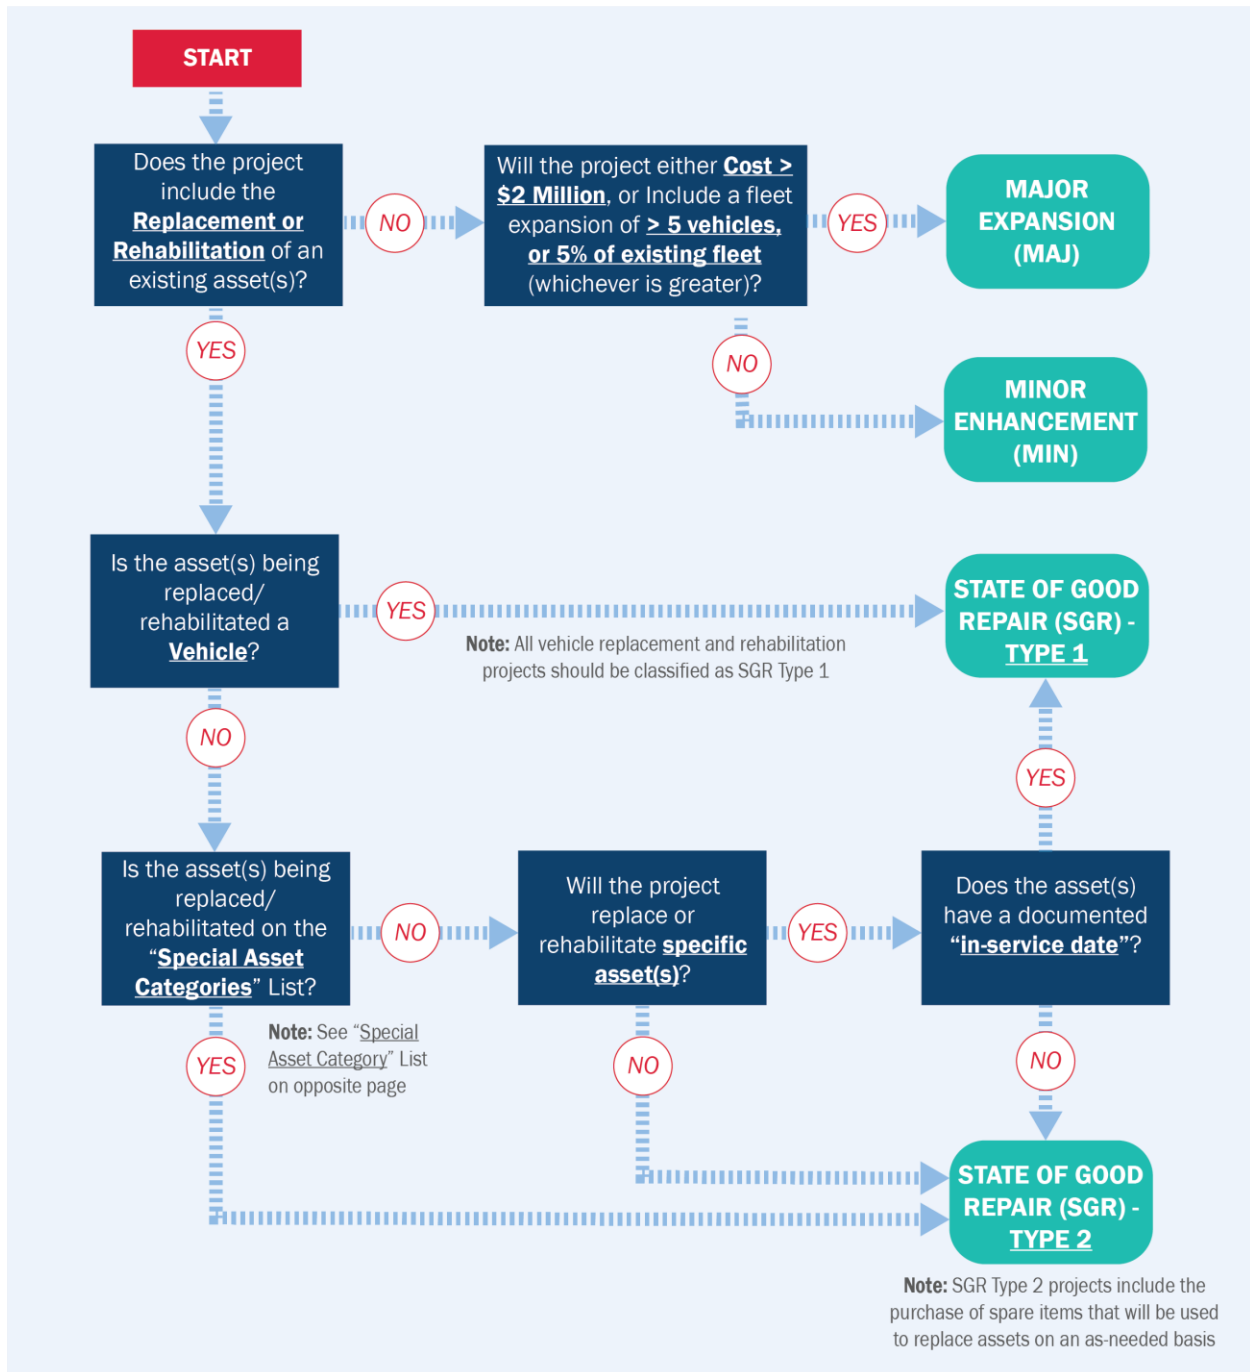 START
Does the project
include the
Replacement or
Rehabilitation of an
existing asset(s)?
NO
Will the project either Cost >
$2 Million, or Include a fleet
expansion of > 5 vehicles,
or 5% of existing fleet
(whichever is greater)?
YES
MAJOR
EXPANSION
(MAJ)
YES
NO
MINOR
ENHANCEMENT
(MIN)
Is the asset(s) being
replaced/
rehabilitated a
Vehicle?
YES
Note: All vehicle replacement and rehabilitation
projects should be classified as SGR Type 1
STATE OF GOOD
REPAIR (SGR) -
TYPE 1
NO
YES
Is the asset(s) being
replaced/
rehabilitated on the
“Special Asset
Categories” List?
NO
Will the project
replace or
rehabilitate specific
asset(s)?
YES
Does the asset(s)
have a documented
“in-service date”?
Note: See “Special
Asset Category” List
on opposite page
YES
NO
NO
STATE OF GOOD
REPAIR (SGR) -
TYPE 2
Note: SGR Type 2 projects include the
purchase of spare items that will be used
to replace assets on an as-needed basis